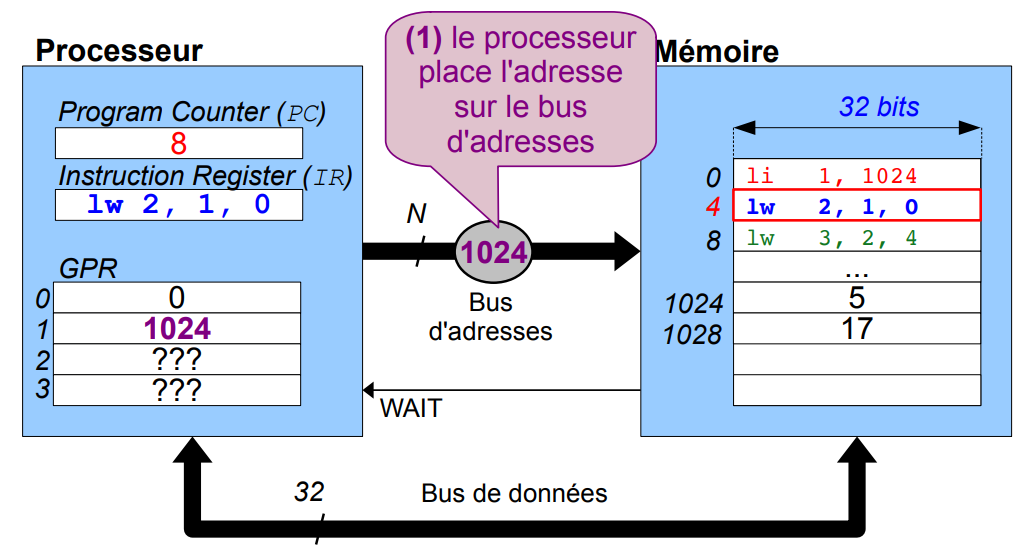 Processeur
Program Counter (PC)
8
Instruction Register (IR)
lw 2, 1, 0
GPR
0 0
1 1024
2 ???
3 ???
(1) le processeur
place l'adresse
sur le bus
d'adresses
N
1024
Bus
d'adresses
WAIT
Mémoire
32 bits
0 li 1, 1024
4 lw 2, 1, 0
8 lw 3, 2, 4
...
1024 5
1028 17
32
Bus de données